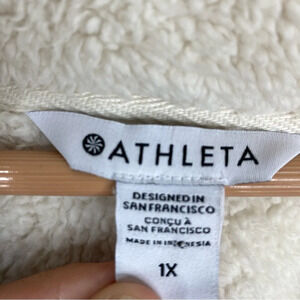 ATHLETA
DESIGNED IN
SAN FRANCISCO
CONÇU À
SAN FRANCISCO
MADE IN INDONESIA
1X